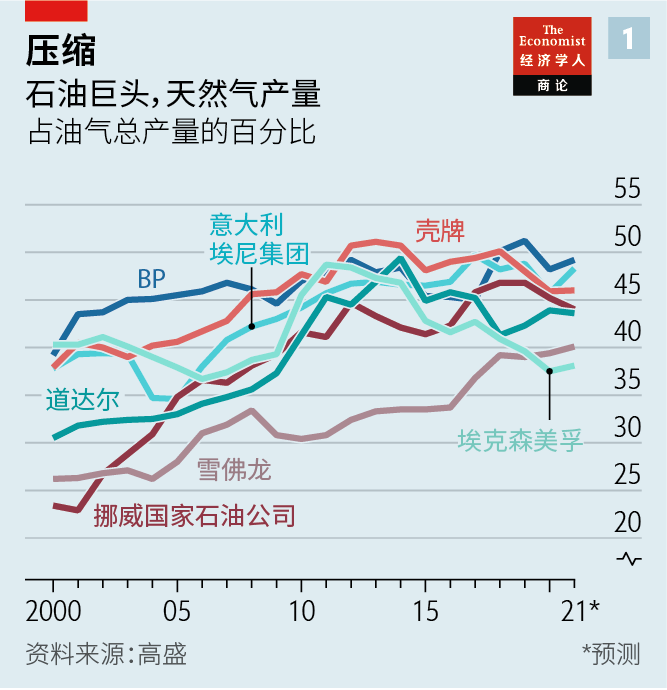 压缩
石油巨头，天然气产量
占油气总产量的百分比
The
Economist
经济学人
商论
1
55
50
45
40
35
30
25
20
意大利
埃尼集团
壳牌
BP
道达尔
埃克森美孚
雪佛龙
挪威国家石油公司
2000 05 10 15 21*
资料来源：高盛
*预测